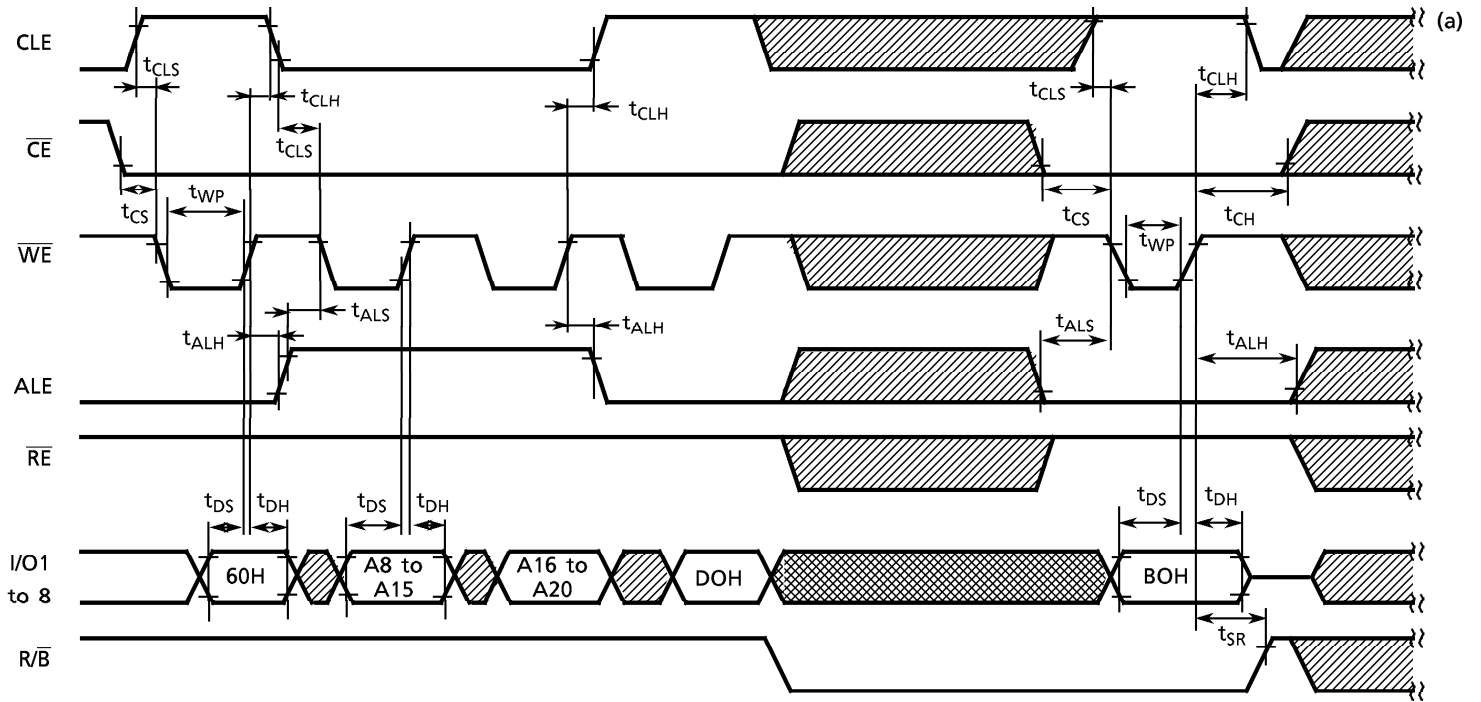 CLE
(a)
tCLS
tCLH
tCLS
tCLH
tCLS
tCLH
CE
tCS
tWP
tCS
tWP
tCH
WE
tALH
tALS
tALH
tALS
tALH
ALE
RE
tDS
tDH
tDS
tDH
tDS
tDH
I/O1
to 8
60H
A8 to
A15
A16 to
A20
DOH
BOH
tSR
R/B